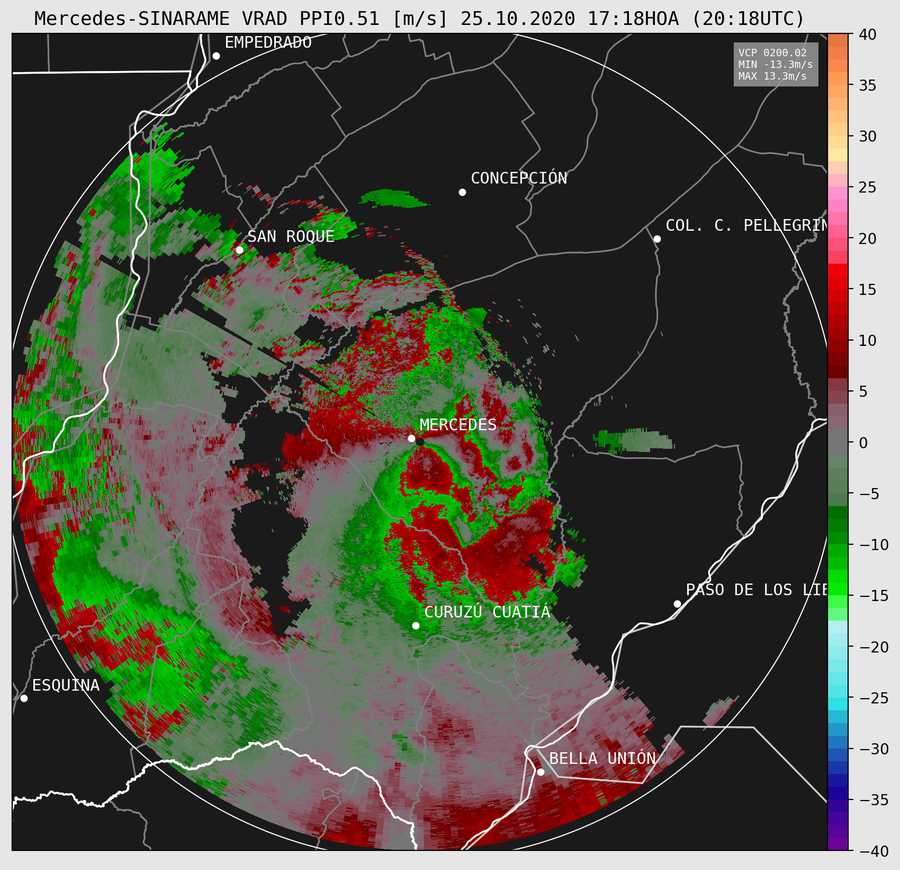 Mercedes-SINARAME VRAD PPI0.51 [m/s] 25.10.2020 17:18HOA (20:18UTC)
VCP 0200.02
MIN -13.3m/s
MAX 13.3m/s
EMPEDRADO
CONCEPCIÓN
COL. C. PELLEGRIN
SAN ROQUE
MERCEDES
PASO DE LOS LIE
CURUZÚ CUATIÁ
ESQUINA
BELLA UNIÓN
40
35
30
25
20
15
10
5
0
−5
−10
−15
−20
−25
−30
−35
−40